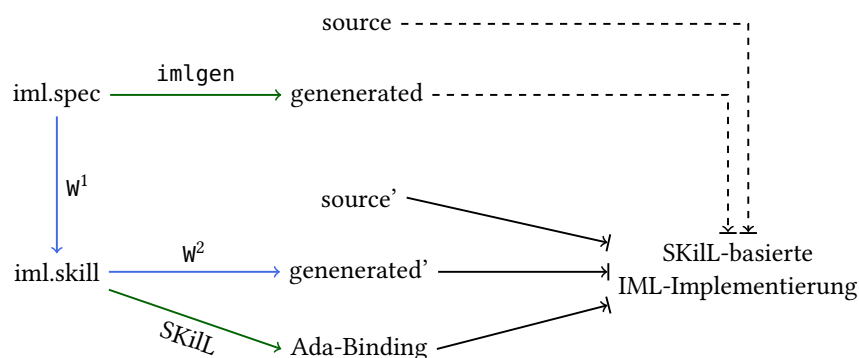 source
imlgen
iml.spec
genenerated
W¹
source'
SKilL-basierte
IML-Implementierung
W²
iml.skill
genenerated'
SKilL
Ada-Binding